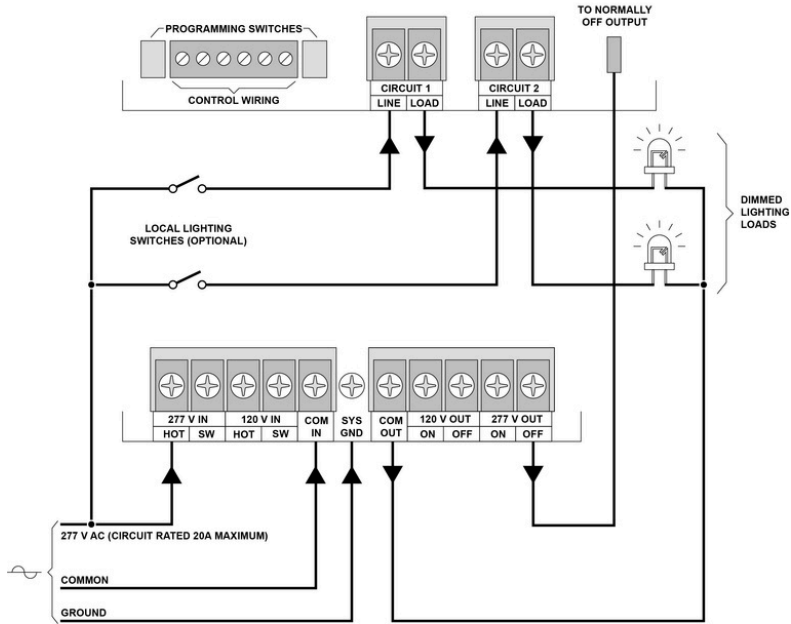 TO NORMALLY
OFF OUTPUT
PROGRAMMING SWITCHES
CONTROL WIRING
CIRCUIT 1
LINE LOAD
CIRCUIT 2
LINE LOAD
DIMMED
LIGHTING
LOADS
LOCAL LIGHTING
SWITCHES (OPTIONAL)
277 V IN
HOT SW
120 V IN
HOT SW
COM
IN
SYS
GND
COM
OUT
120 V OUT
ON OFF
277 V OUT
ON OFF
277 V AC (CIRCUIT RATED 20A MAXIMUM)
COMMON
GROUND